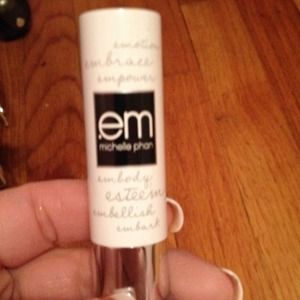 emotion
embrace
empower
em
michelle phan
embody
esteem
embellish
embark